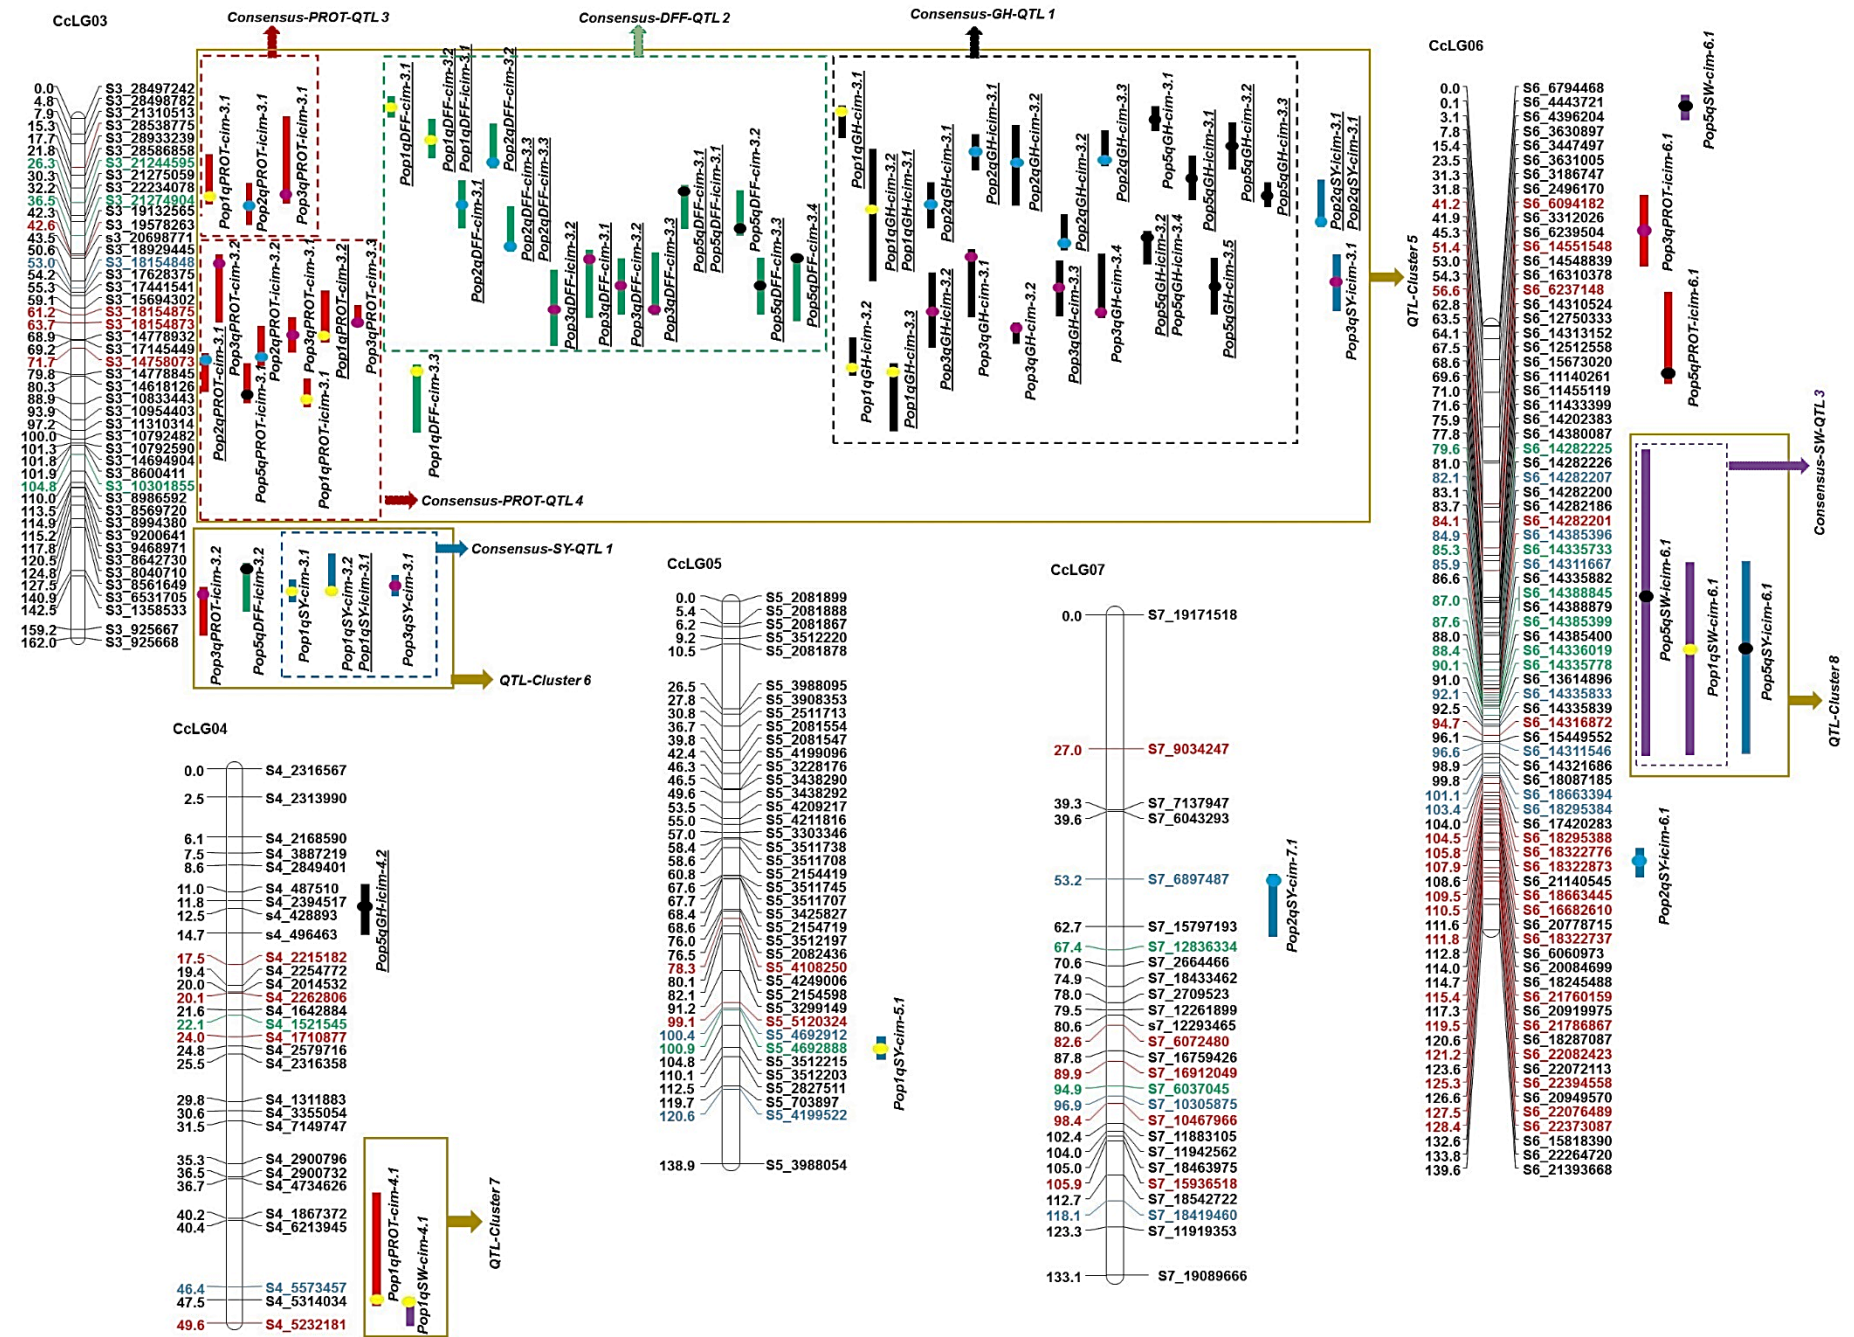 CcLG03
Consensus-PROT-QTL 3
Consensus-DFF-QTL 2
Consensus-GH-QTL 1
0.0 S3_28497242
4.8 S3_28498782
7.9 S3_21310513
15.3 S3_28538775
17.7 S3_28933239
21.8 S3_28586858
26.3 S3_21244595
30.3 S3_21275059
32.2 S3_22234078
36.5 S3_21274904
42.3 S3_19132565
42.6 S3_19578263
43.5 s3_20698771
50.6 S3_18929445
53.0 S3_18154848
54.2 S3_17628375
55.3 S3_17441541
59.1 S3_15694302
61.2 S3_18154875
63.7 S3_18154873
68.9 S3_14778932
69.2 S3_17145449
71.7 S3_14758073
79.8 S3_14778845
80.3 S3_14618126
88.9 S3_10833443
93.9 S3_10954403
97.2 S3_11310314
100.0 S3_10792482
101.3 S3_10792590
101.8 S3_14694904
101.9 S3_8600411
104.8 S3_10301855
110.0 S3_8986592
113.5 S3_8569720
114.9 S3_8994380
115.2 S3_9200641
117.8 S3_9468971
120.5 S3_8642730
124.8 S3_8040710
127.5 S3_8561649
140.9 S3_6531705
142.5 S3_1358533
159.2 S3_925667
162.0 S3_925668
Pop1qPROT-cim-3.1
Pop2qPROT-icim-3.1
Pop3qPROT-icim-3.1
Pop2qPROT-cim-3.1
Pop3qPROT-cim-3.2
Pop5qPROT-icim-3.1
Pop2qPROT-icim-3.2
Pop3qPROT-cim-3.1
Pop1qPROT-icim-3.1
Pop1qPROT-cim-3.2
Pop3qPROT-cim-3.3
Consensus-PROT-QTL 4
Pop1qDFF-cim-3.1
Pop1qDFF-cim-3.2
Pop1qDFF-icim-3.1
Pop2qDFF-cim-3.2
Pop2qDFF-cim-3.1
Pop2qDFF-cim-3.3
Pop2qDFF-icim-3.3
Pop3qDFF-icim-3.2
Pop3qDFF-cim-3.1
Pop3qDFF-cim-3.2
Pop3qDFF-cim-3.3
Pop5qDFF-cim-3.1
Pop5qDFF-icim-3.1
Pop5qDFF-cim-3.2
Pop5qDFF-cim-3.3
Pop5qDFF-cim-3.4
Pop1qDFF-cim-3.3
Pop1qGH-cim-3.1
Pop1qGH-cim-3.2
Pop1qGH-icim-3.1
Pop1qGH-icim-3.2
Pop1qGH-cim-3.3
Pop2qGH-cim-3.1
Pop2qGH-icim-3.1
Pop2qGH-cim-3.2
Pop2qGH-icim-3.2
Pop2qGH-cim-3.3
Pop3qGH-icim-3.2
Pop3qGH-cim-3.1
Pop3qGH-cim-3.2
Pop3qGH-cim-3.3
Pop3qGH-cim-3.4
Pop5qGH-cim-3.1
Pop5qGH-icim-3.1
Pop5qGH-cim-3.2
Pop5qGH-cim-3.3
Pop5qGH-icim-3.2
Pop5qGH-cim-3.4
Pop5qGH-cim-3.5
Pop2qSY-icim-3.1
Pop2qSY-cim-3.1
Pop3qSY-icim-3.1
QTL-Cluster 5
Pop3qPROT-icim-3.2
Pop5qDFF-icim-3.2
Consensus-SY-QTL 1
Pop1qSY-cim-3.1
Pop1qSY-cim-3.2
Pop1qSY-icim-3.1
Pop3qSY-cim-3.1
QTL-Cluster 6
CcLG04
0.0 S4_2316567
2.5 S4_2313990
6.1 S4_2168590
7.5 S4_3887219
8.6 S4_2849401
11.0 S4_487510
11.8 S4_2394517
12.5 s4_428893
14.7 s4_496463
17.5 S4_2215182
19.4 S4_2254772
20.0 S4_2014532
20.1 S4_2262806
21.6 S4_1642884
22.1 S4_1521545
24.0 S4_1710877
24.8 S4_2579716
25.5 S4_2316358
29.8 S4_1311883
30.6 S4_3355054
31.5 S4_7149747
35.3 S4_2900796
36.5 S4_2900732
36.7 S4_4734626
40.2 S4_1867372
40.4 S4_6213945
46.4 S4_5573457
47.5 S4_5314034
49.6 S4_5232181
Pop5qGH-icim-4.2
Pop1qPROT-cim-4.1
Pop1qSW-cim-4.1
QTL-Cluster 7
CcLG05
0.0 S5_2081899
5.4 S5_2081888
6.2 S5_2081867
9.2 S5_3512220
10.5 S5_2081878
26.5 S5_3988095
27.8 S5_3908353
30.8 S5_2511713
36.7 S5_2081554
39.8 S5_2081547
42.4 S5_4199096
46.3 S5_3228176
46.5 S5_3438290
49.6 S5_3438292
53.5 S5_4209217
55.0 S5_4211816
57.0 S5_3303346
58.4 S5_3511738
58.6 S5_3511708
60.8 S5_2154419
67.6 S5_3511745
67.7 S5_3511707
68.4 S5_3425827
68.6 S5_2154719
76.0 S5_3512197
76.5 S5_2082436
78.3 S5_4108250
80.1 S5_4249006
82.1 S5_2154598
91.2 S5_3299149
99.1 S5_5120324
100.4 S5_4692912
100.9 S5_4692888
104.8 S5_3512215
110.1 S5_3512203
112.5 S5_2827511
119.7 S5_703897
120.6 S5_4199522
138.9 S5_3988054
Pop1qSY-cim-5.1
CcLG07
0.0 S7_19171518
27.0 S7_9034247
39.3 S7_7137947
39.6 S7_6043293
53.2 S7_6897487
62.7 S7_15797193
67.4 S7_12836334
70.6 S7_2664466
74.9 S7_18433462
78.0 S7_2709523
79.5 S7_12261899
80.6 s7_12293465
82.6 S7_6072480
87.8 S7_16759426
89.9 S7_16912049
94.9 S7_6037045
96.9 S7_10305875
98.4 S7_10467966
102.4 S7_11883105
104.0 S7_11942562
105.0 S7_18463975
105.9 S7_15936518
112.7 S7_18542722
118.1 S7_18419460
123.3 S7_11919353
133.1 S7_19089666
Pop2qSY-cim-7.1
CcLG06
0.0 S6_6794468
0.1 S6_4443721
3.1 S6_4396204
7.8 S6_3630897
15.4 S6_3447497
23.5 S6_3631005
31.3 S6_3186747
31.8 S6_2496170
41.2 S6_6094182
41.9 S6_3312026
45.3 S6_6239504
51.4 S6_14551548
53.0 S6_14548839
54.3 S6_16310378
56.6 S6_6237148
62.8 S6_14310524
63.5 S6_12750333
64.1 S6_14313152
67.5 S6_12512558
68.6 S6_15673020
69.6 S6_11140261
71.0 S6_11455119
71.6 S6_11433399
75.9 S6_14202383
77.8 S6_14380087
79.6 S6_14282225
81.0 S6_14282226
82.1 S6_14282207
83.1 S6_14282200
83.7 S6_14282186
84.1 S6_14282201
84.9 S6_14385396
85.3 S6_14335733
85.9 S6_14311667
86.6 S6_14335882
87.0 S6_14388845
S6_14388879
87.6 S6_14385399
88.0 S6_14385400
88.4 S6_14336019
90.1 S6_14335778
91.0 S6_13614896
92.1 S6_14335833
92.5 S6_14335839
94.7 S6_14316872
96.1 S6_15449552
96.6 S6_14311546
98.9 S6_14321686
99.8 S6_18087185
101.1 S6_18663394
103.4 S6_18295384
104.0 S6_17420283
104.5 S6_18295388
105.8 S6_18322776
107.9 S6_18322873
108.6 S6_21140545
109.5 S6_18663445
110.5 S6_16682610
111.6 S6_20778715
111.8 S6_18322737
112.8 S6_6060973
114.0 S6_20084699
114.7 S6_18245488
115.4 S6_21760159
117.3 S6_20919975
119.5 S6_21786867
120.6 S6_18287087
121.2 S6_22082423
123.6 S6_22072113
125.3 S6_22394558
126.6 S6_20949570
127.5 S6_22076489
128.4 S6_22373087
132.6 S6_15818390
133.8 S6_22264720
139.6 S6_21393668
Pop5qSW-cim-6.1
Pop3qPROT-icim-6.1
Pop5qPROT-icim-6.1
Consensus-SW-QTL 3
Pop5qSW-icim-6.1
Pop1qSW-cim-6.1
Pop5qSY-icim-6.1
QTL-Cluster 8
Pop2qSY-icim-6.1